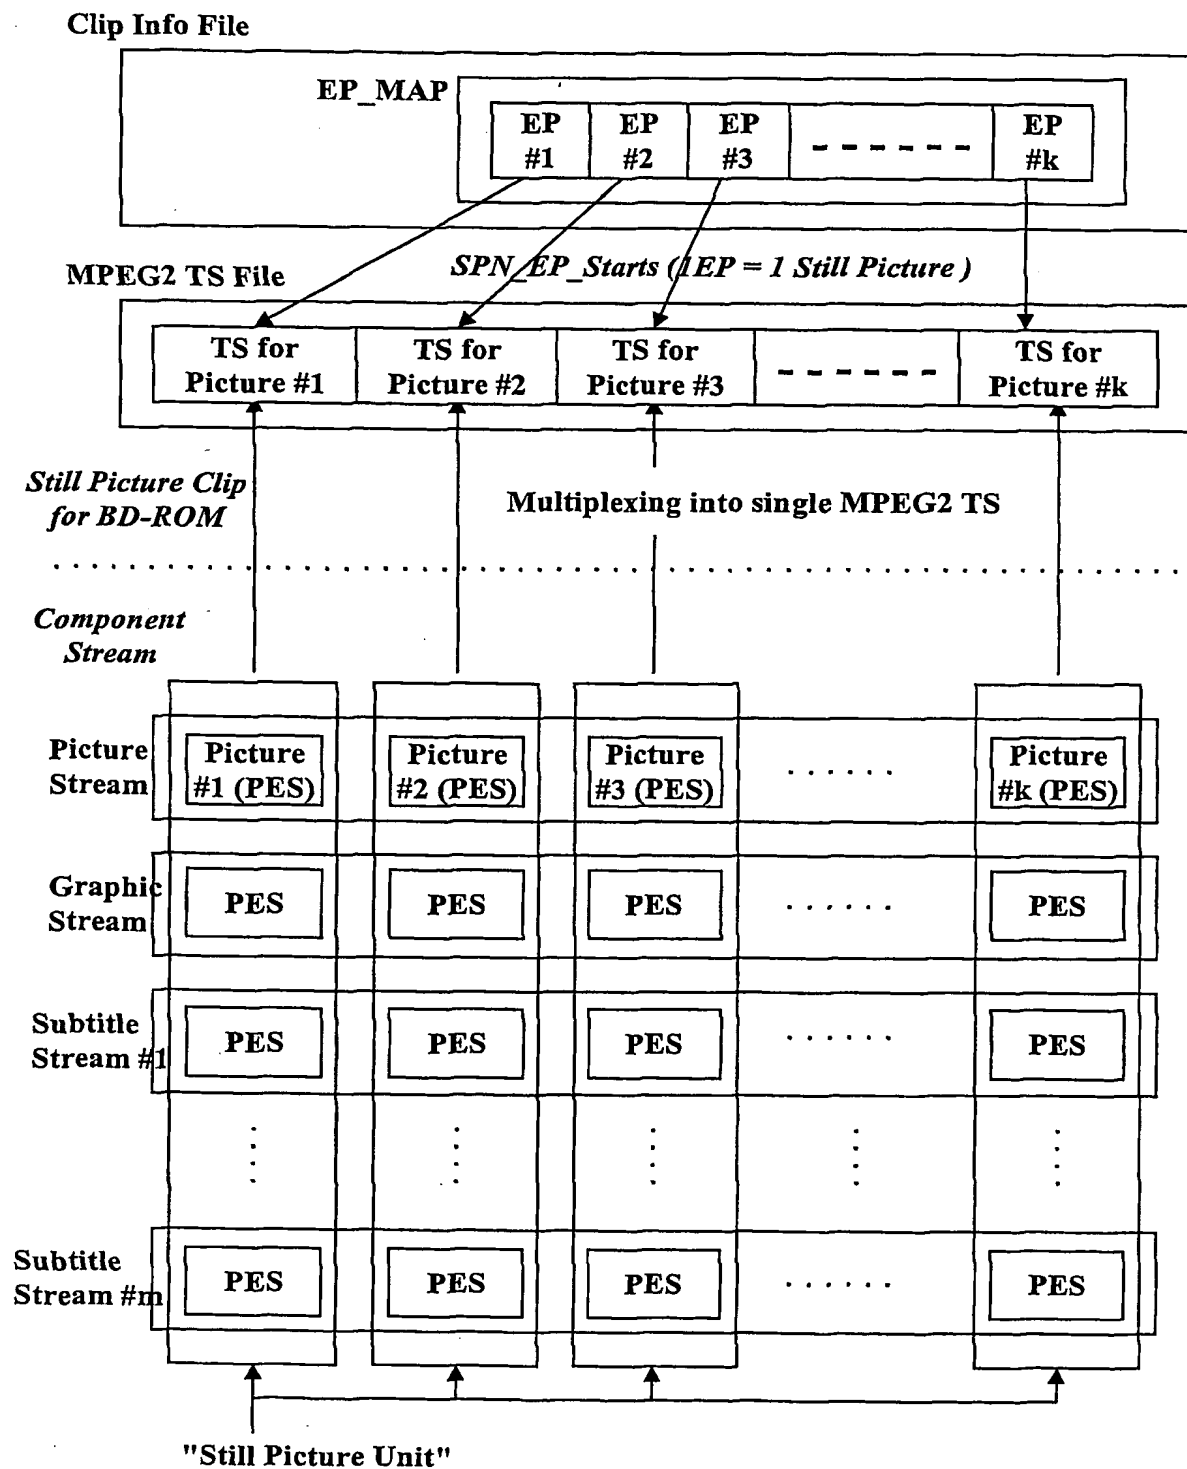 Clip Info File
EP_MAP
EP #1
EP #2
EP #3
EP #k
SPN_EP_Starts (1EP = 1 Still Picture )
MPEG2 TS File
TS for Picture #1
TS for Picture #2
TS for Picture #3
TS for Picture #k
Still Picture Clip
for BD-ROM
Multiplexing into single MPEG2 TS
Component
Stream
Picture
Stream
Picture #1 (PES)
Picture #2 (PES)
Picture #3 (PES)
Picture #k (PES)
Graphic
Stream
PES
PES
PES
PES
Subtitle
Stream #1
PES
PES
PES
PES
Subtitle
Stream #m
PES
PES
PES
PES
"Still Picture Unit"